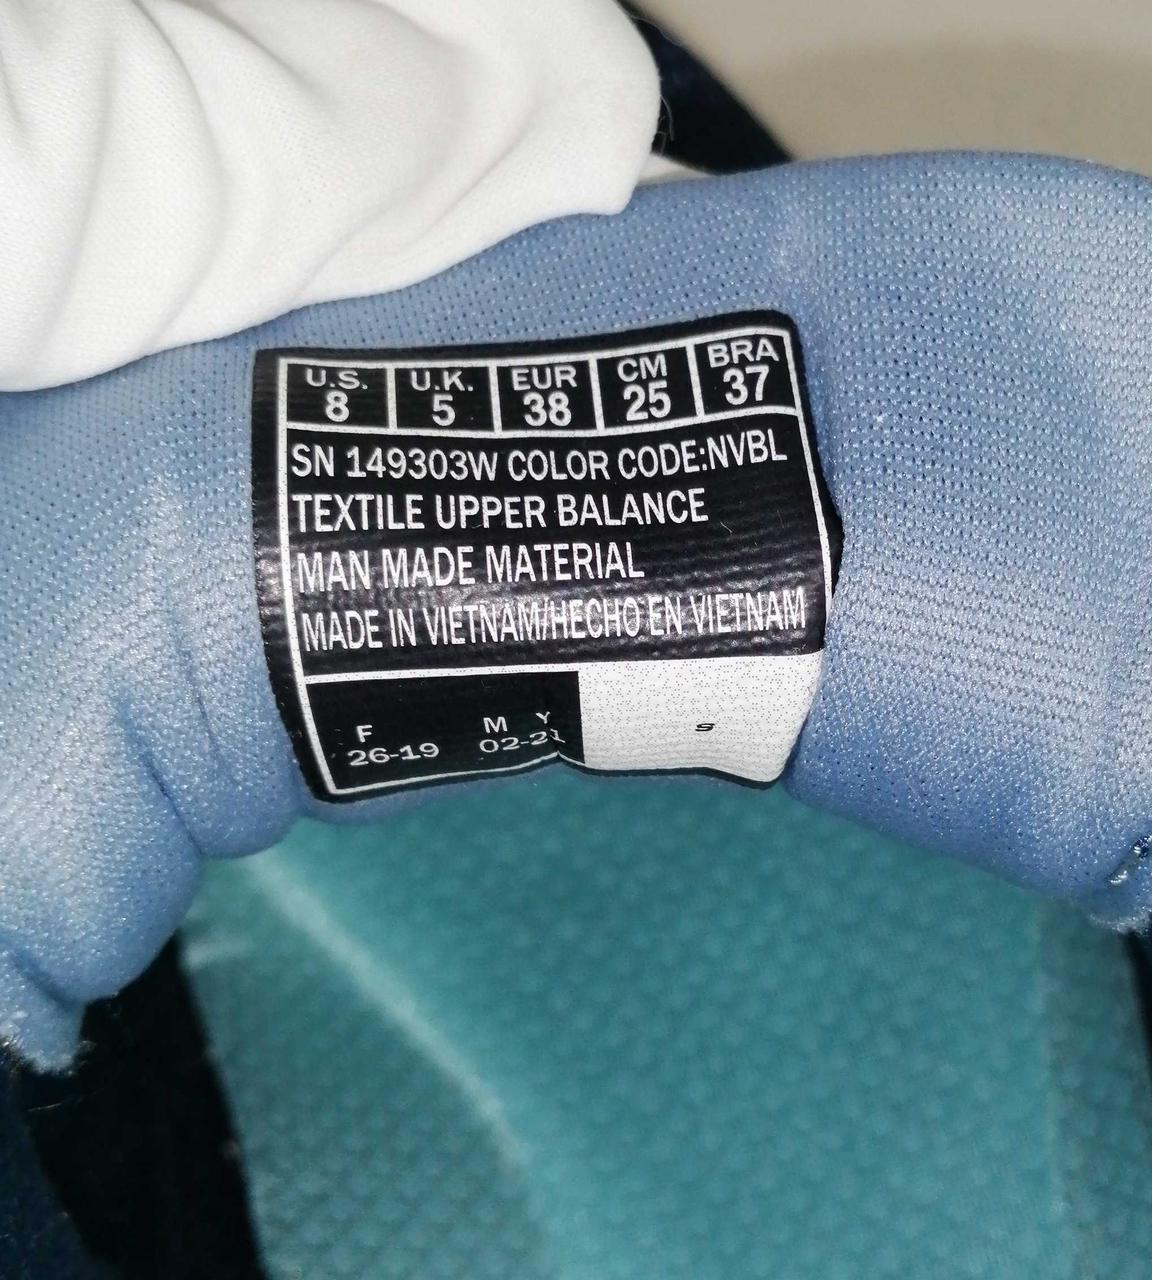 U.S. U.K. EUR CM BRA
8 5 38 25 37
SN 149303W COLOR CODE:NVBL
TEXTILE UPPER BALANCE
MAN MADE MATERIAL
MADE IN VIETNAM/HECHO EN VIETNAM
F M Y
26-19 02-21
S